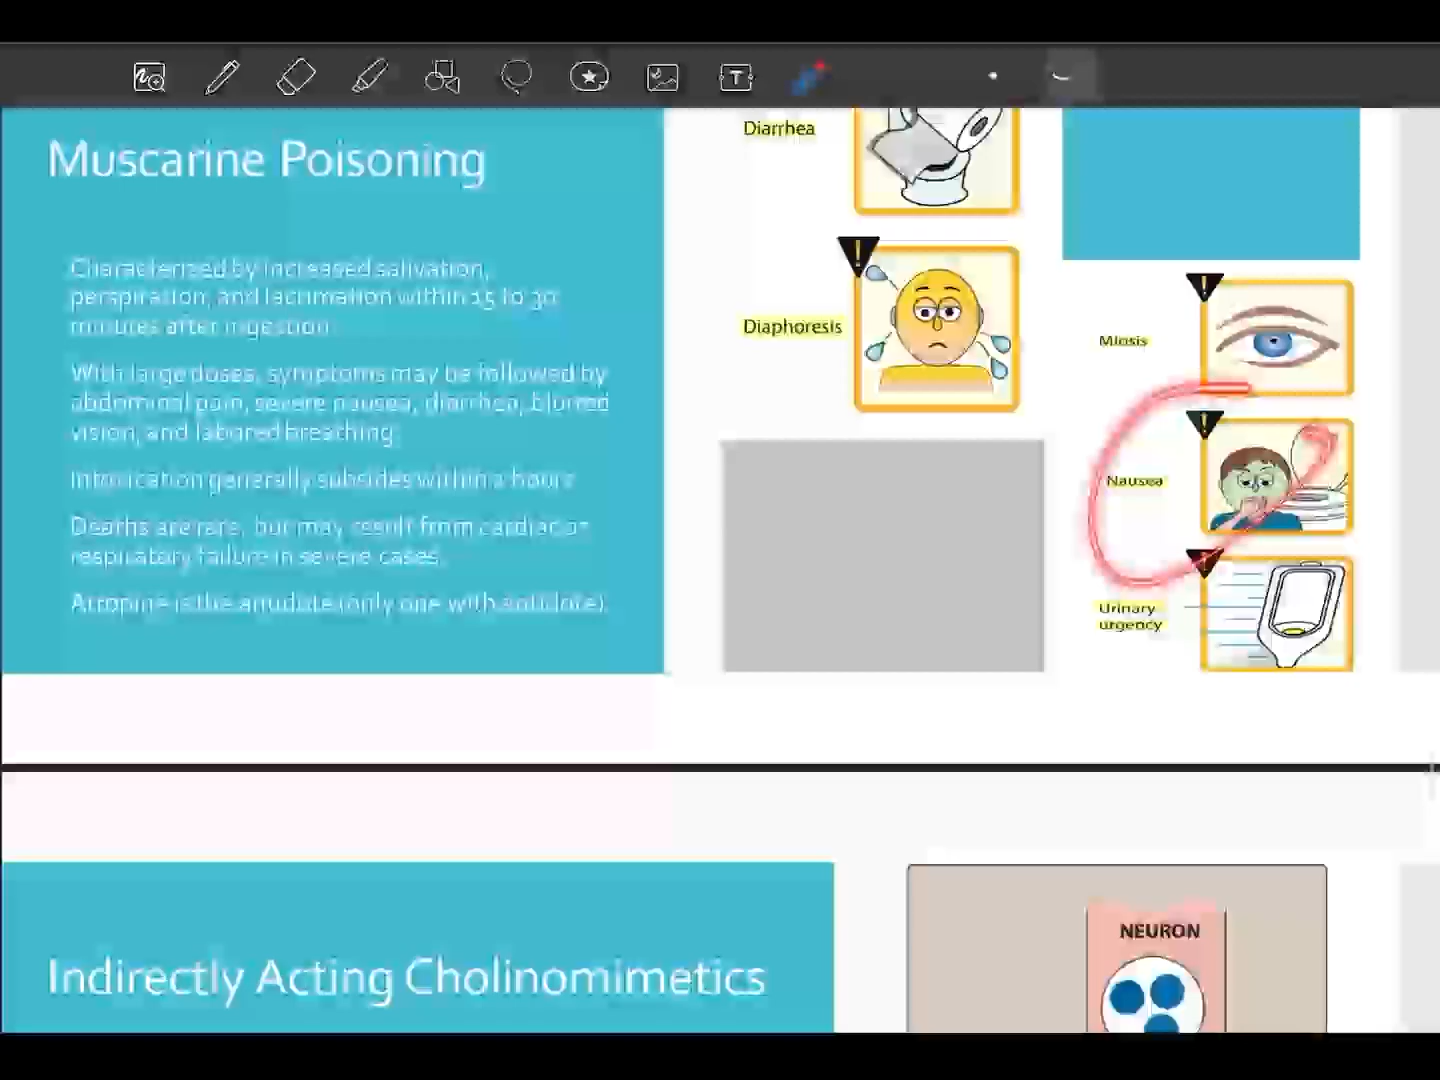 Muscarine Poisoning
Characterized by increased salivation,
perspiration, and lacrimation within 15 to 30
minutes after ingestion.
With large doses, symptoms may be followed by
abdominal pain, severe nausea, diarrhea, blurred
vision, and labored breathing.
Intoxication generally subsides within 2 hours
Deaths are rare, but may result from cardiac or
respiratory failure in severe cases.
Atropine is the antidote (only one with antidote).
Diarrhea
Diaphoresis
Miosis
Nausea
Urinary
urgency
Indirectly Acting Cholinomimetics
NEURON